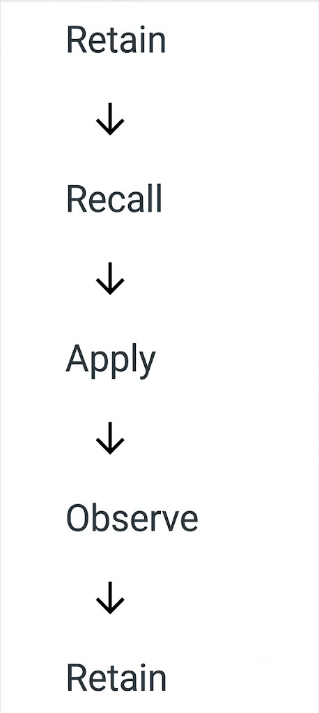 Retain
↓
Recall
↓
Apply
↓
Observe
↓
Retain